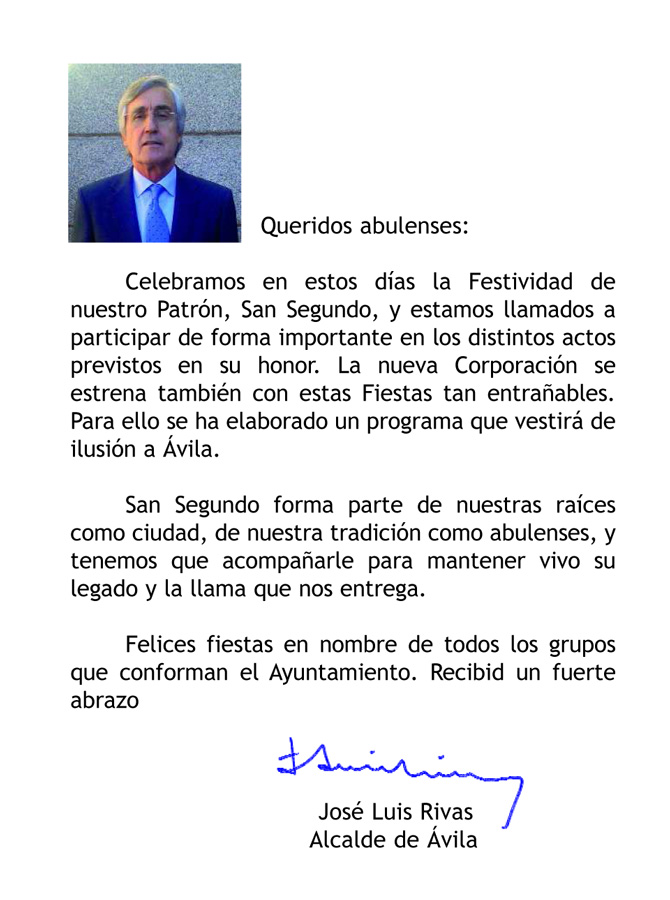 Queridos abulenses:
Celebramos en estos días la Festividad de
nuestro Patrón, San Segundo, y estamos llamados a
participar de forma importante en los distintos actos
previstos en su honor. La nueva Corporación se
estrena también con estas Fiestas tan entrañables.
Para ello se ha elaborado un programa que vestirá de
ilusión a Ávila.
San Segundo forma parte de nuestras raíces
como ciudad, de nuestra tradición como abulenses, y
tenemos que acompañarle para mantener vivo su
legado y la llama que nos entrega.
Felices fiestas en nombre de todos los grupos
que conforman el Ayuntamiento. Recibid un fuerte
abrazo
José Luis Rivas
Alcalde de Ávila